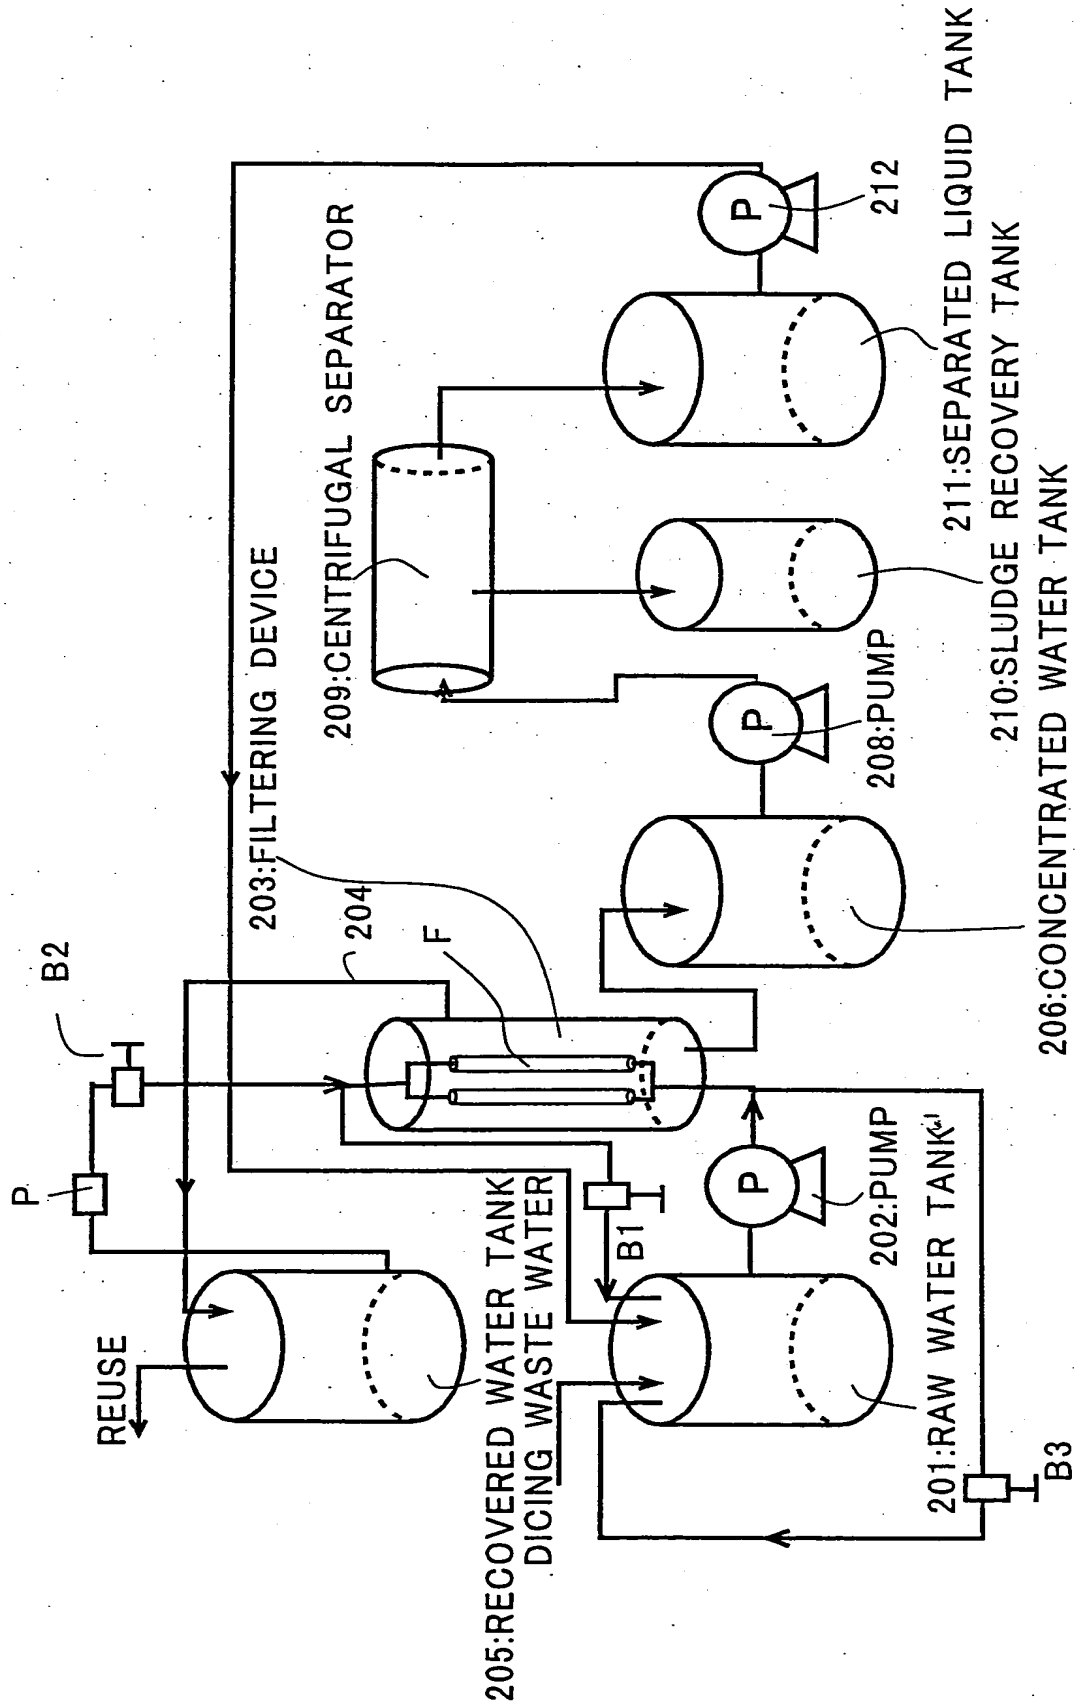 REUSE
P
B2
204
F
203:FILTERING DEVICE
209:CENTRIFUGAL SEPARATOR
205:RECOVERED WATER TANK
DICING WASTE WATER
B1
P
P
P
212
201:RAW WATER TANK
202:PUMP
208:PUMP
B3
206:CONCENTRATED WATER TANK
210:SLUDGE RECOVERY TANK
211:SEPARATED LIQUID TANK